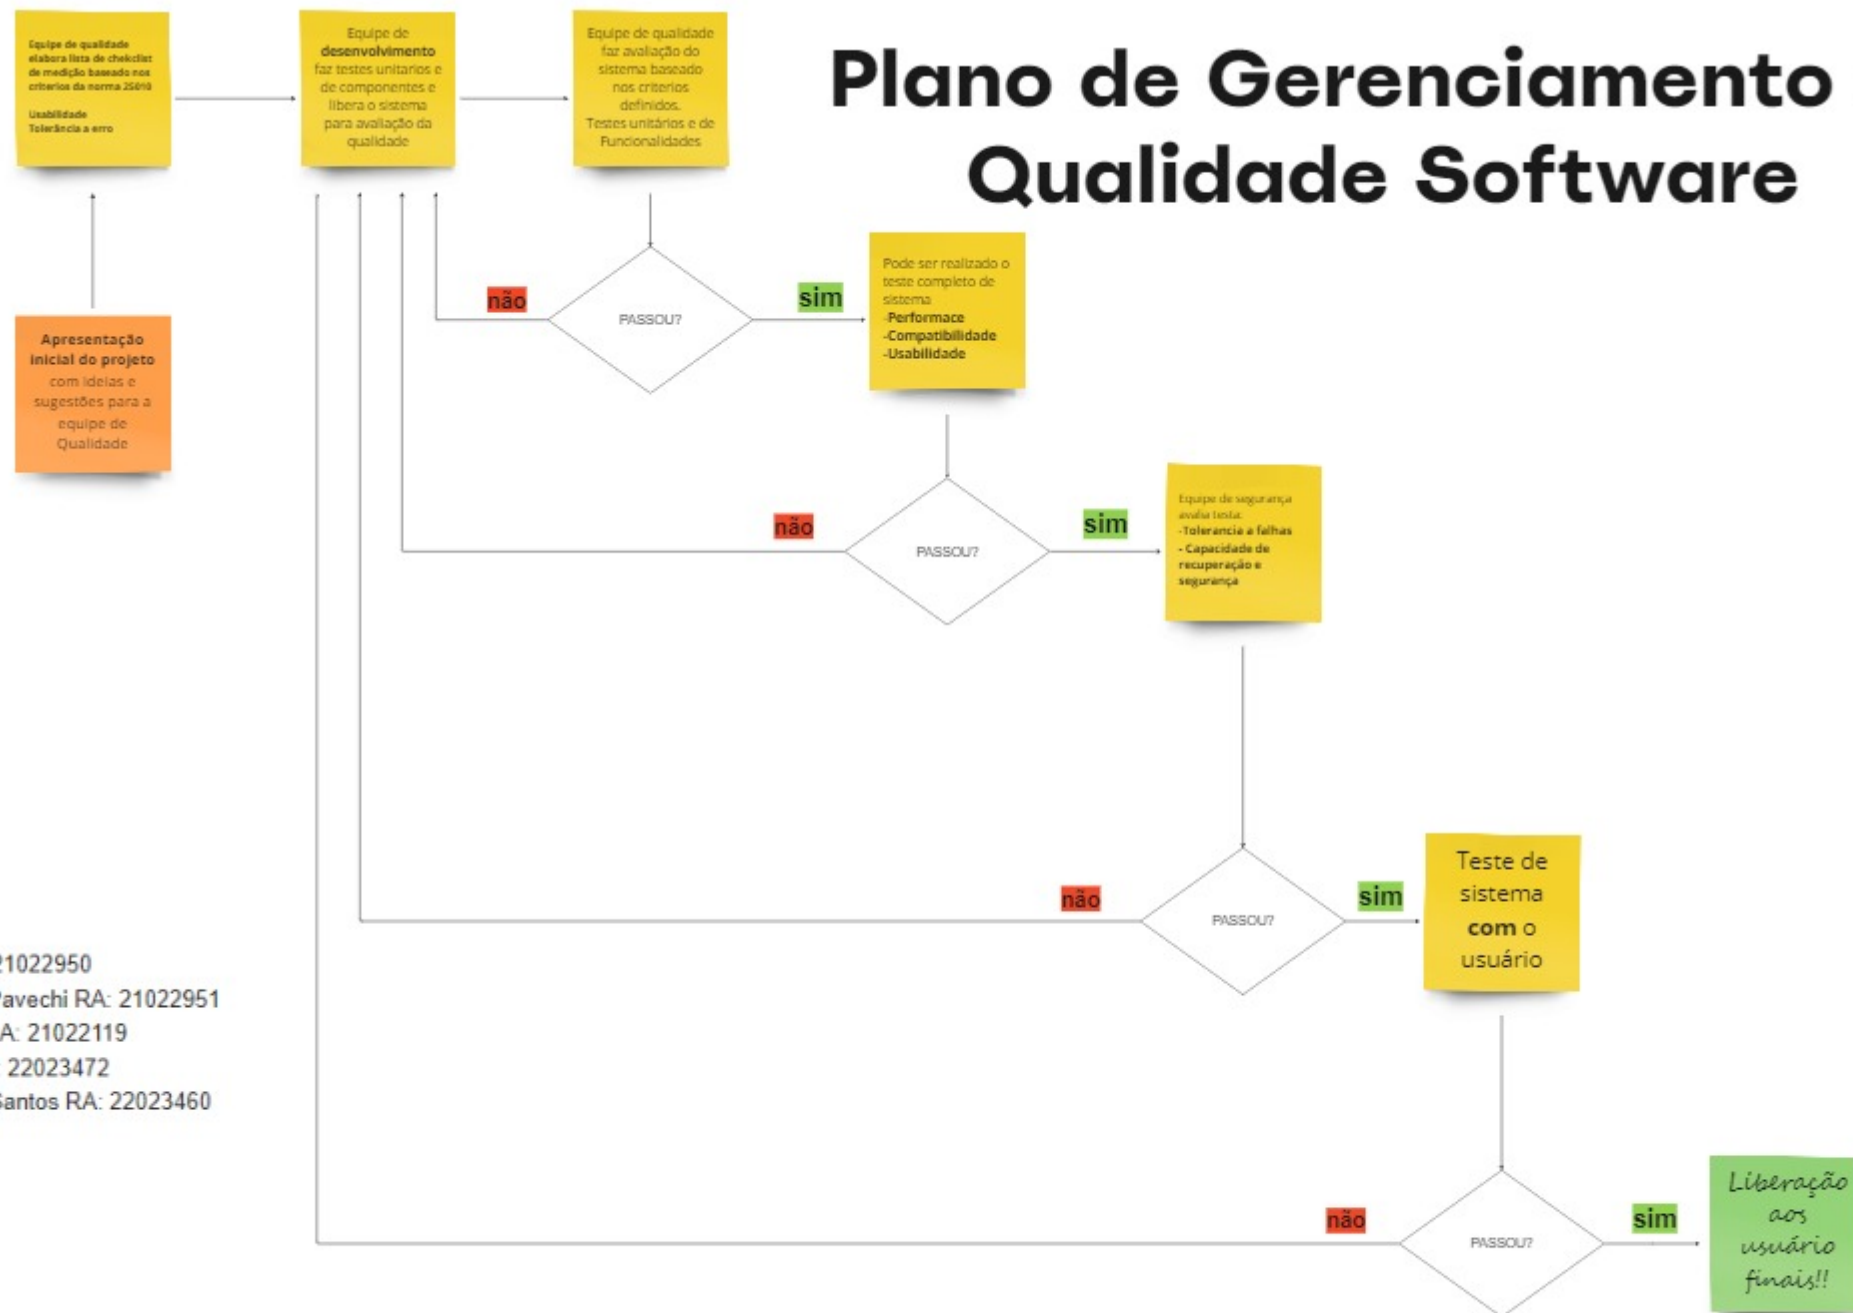 Plano de Gerenciamento
Qualidade Software
Equipe de qualidade
elabora lista de chekclist
de medição baseado nos
criterios da norma 25010
Usabilidade
Tolerância a erro
Equipe de
desenvolvimento
faz testes unitarios e
de componentes e
libera o sistema
para avaliação da
qualidade
Equipe de qualidade
faz avaliação do
sistema baseado
nos criterios
definidos.
Testes unitários e de
Funcionalidades
Apresentação
inicial do projeto
com ideias e
sugestões para a
equipe de
Qualidade
não
PASSOU?
sim
Pode ser realizado o
teste completo de
sistema
-Performace
-Compatibilidade
-Usabilidade
não
PASSOU?
sim
Equipe de segurança
avalia testa:
-Tolerancia a falhas
- Capacidade de
recuperação e
segurança
não
PASSOU?
sim
Teste de
sistema
com o
usuário
21022950
Pavechi RA: 21022951
A: 21022119
: 22023472
Santos RA: 22023460
não
PASSOU?
sim
Liberação
aos
usuário
finais!!